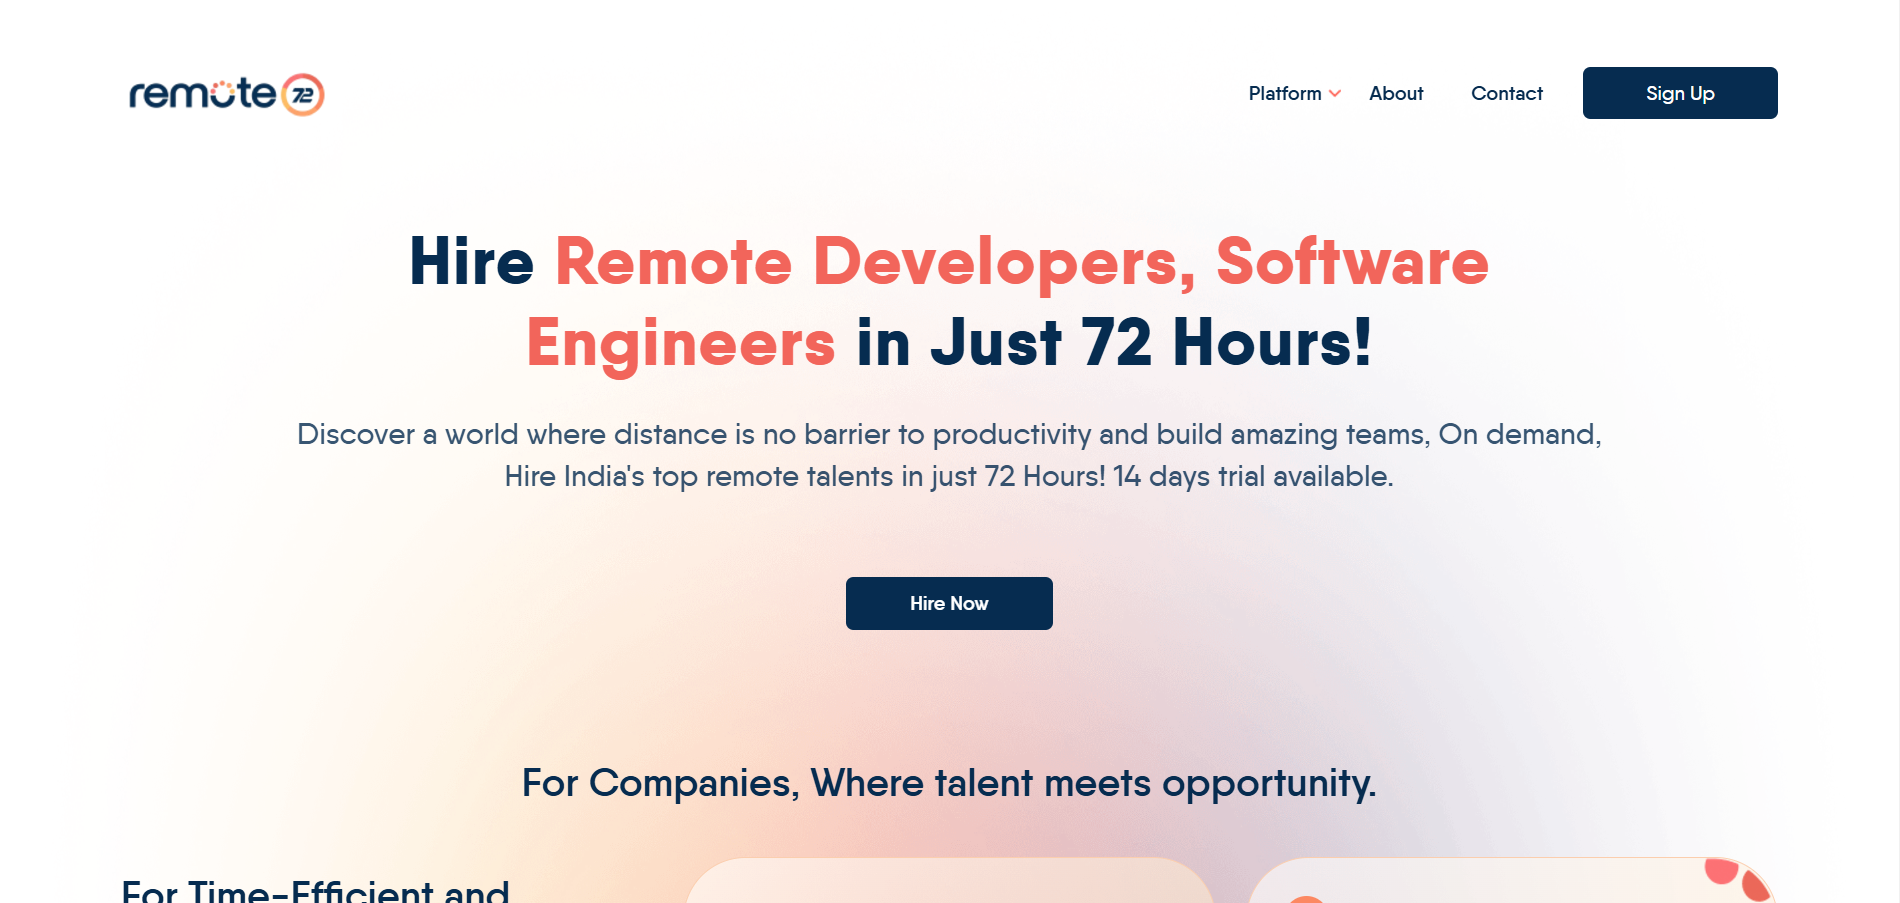 remote 72
Platform
About
Contact
Sign Up
Hire Remote Developers, Software
Engineers in Just 72 Hours!
Discover a world where distance is no barrier to productivity and build amazing teams, On demand,
Hire India's top remote talents in just 72 Hours! 14 days trial available.
Hire Now
For Companies, Where talent meets opportunity.
For Time-Efficient and